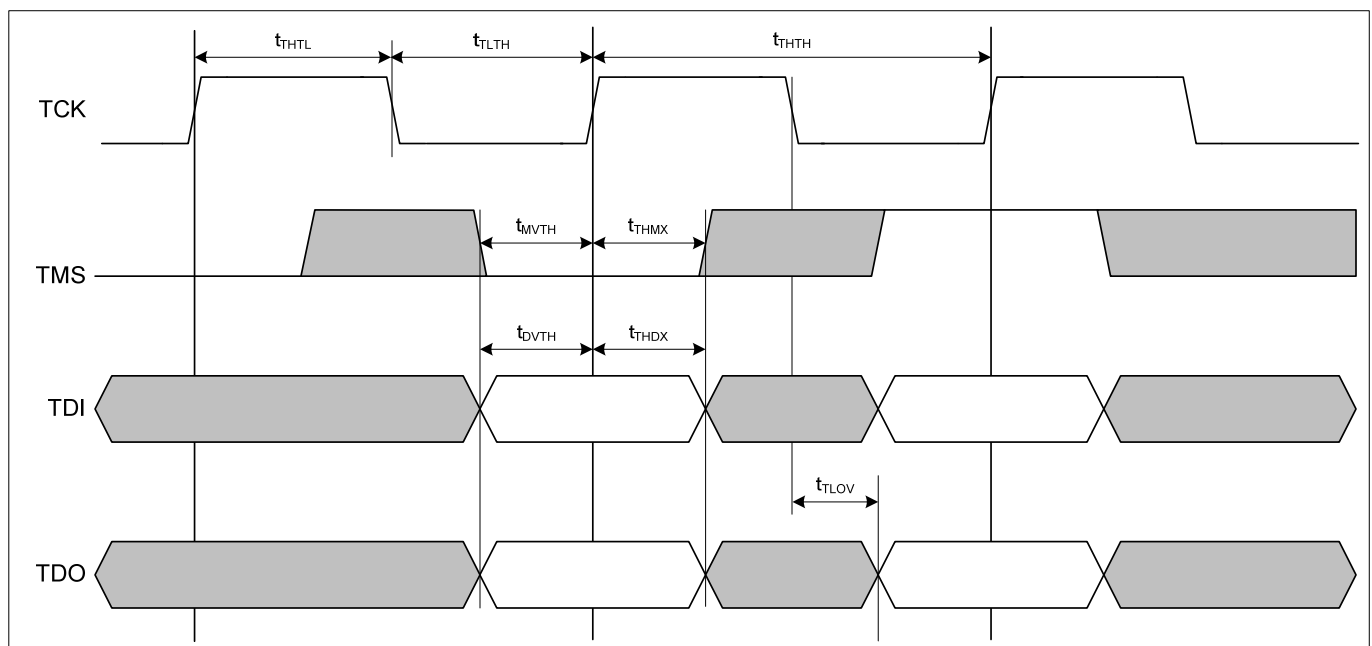 tTHTL tTLTH tTHTH
TCK
tMVTH tTHMX
TMS
tDVTH tTHDX
TDI
tTLOV
TDO